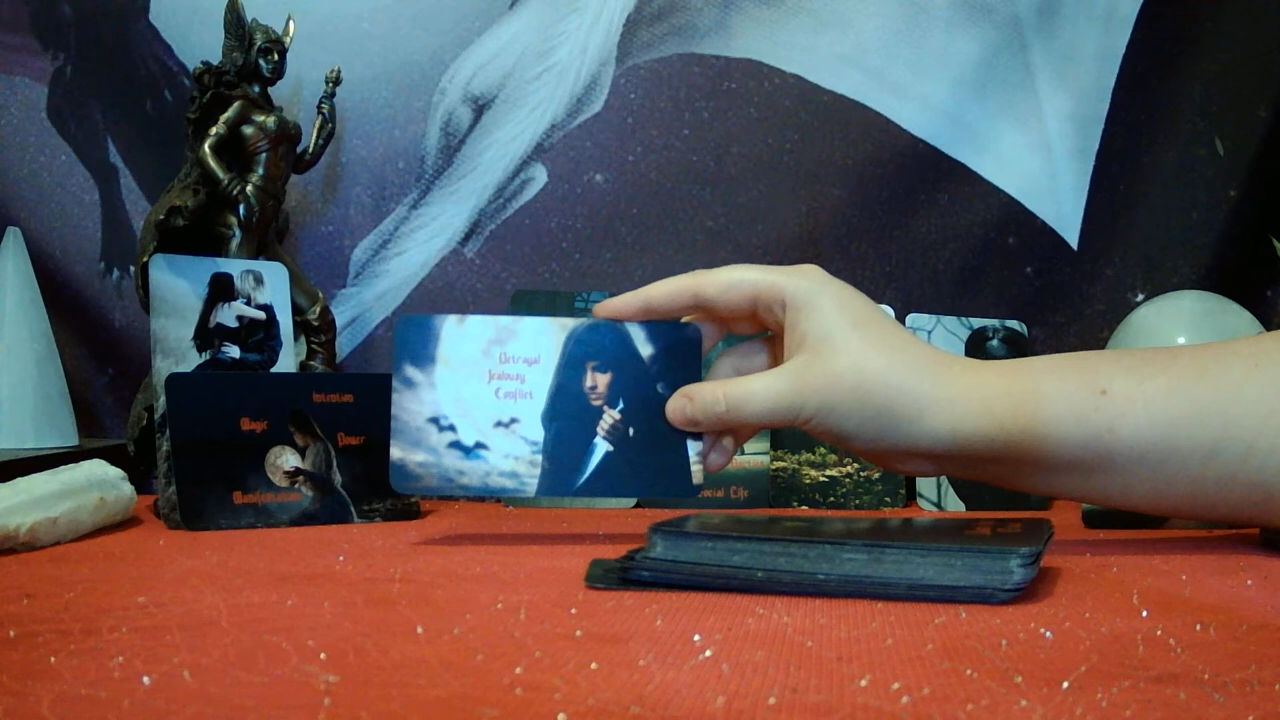 Betrayal
Jealousy
Conflict
Intention
Magic
Power
Manifestation
Social Life